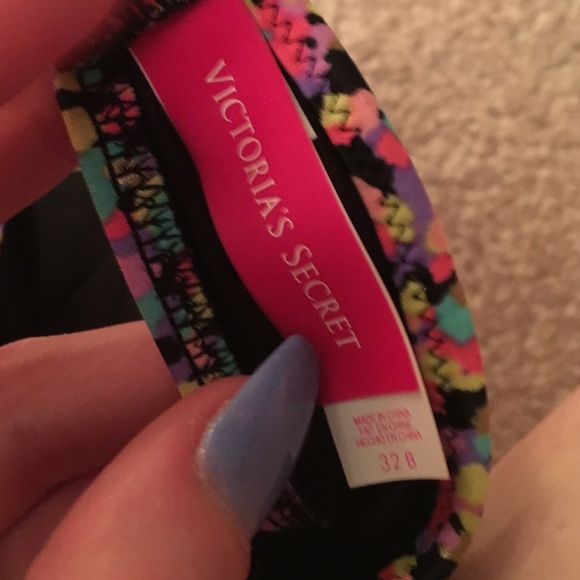 VICTORIA'S SECRET
MADE IN CHINA
FAIT EN CHINE
HECHO EN CHINA
32 B